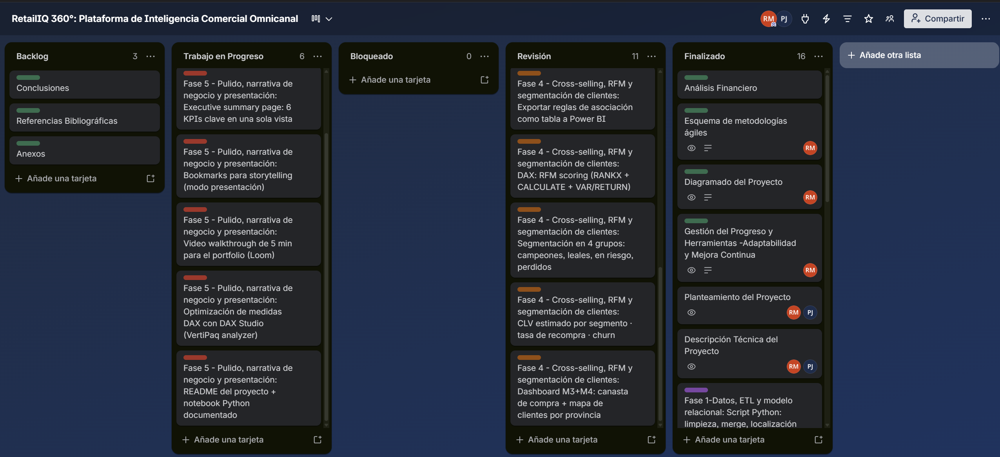 RetailIQ 360°: Plataforma de Inteligencia Comercial Omnicanal
RM
PJ
Compartir
Backlog
3
Conclusiones
Referencias Bibliográficas
Anexos
Añade una tarjeta
Trabajo en Progreso
6
Fase 5 - Pulido, narrativa de
negocio y presentación:
Executive summary page: 6
KPIs clave en una sola vista
Fase 5 - Pulido, narrativa de
negocio y presentación:
Bookmarks para storytelling
(modo presentación)
Fase 5 - Pulido, narrativa de
negocio y presentación:
Video walkthrough de 5 min
para el portfolio (Loom)
Fase 5 - Pulido, narrativa de
negocio y presentación:
Optimización de medidas
DAX con DAX Studio
(VertiPaq analyzer)
Fase 5 - Pulido, narrativa de
negocio y presentación:
README del proyecto +
notebook Python
documentado
Añade una tarjeta
Bloqueado
0
Añade una tarjeta
Revisión
11
Fase 4 - Cross-selling, RFM y
segmentación de clientes:
Exportar reglas de asociación
como tabla a Power BI
Fase 4 - Cross-selling, RFM y
segmentación de clientes:
DAX: RFM scoring (RANKX +
CALCULATE + VAR/RETURN)
Fase 4 - Cross-selling, RFM y
segmentación de clientes:
Segmentación en 4 grupos:
campeones, leales, en riesgo,
perdidos
Fase 4 - Cross-selling, RFM y
segmentación de clientes:
CLV estimado por segmento ·
tasa de recompra · churn
Fase 4 - Cross-selling, RFM y
segmentación de clientes:
Dashboard M3+M4: canasta
de compra + mapa de
clientes por provincia
Añade una tarjeta
Finalizado
16
Análisis Financiero
Esquema de metodologías
ágiles
RM
Diagramado del Proyecto
RM
Gestión del Progreso y
Herramientas -Adaptabilidad
y Mejora Continua
RM
Planteamiento del Proyecto
RM
PJ
Descripción Técnica del
Proyecto
RM
PJ
Fase 1-Datos, ETL y modelo
relacional: Script Python:
limpieza, merge, localización
Añade una tarjeta
Añade otra lista